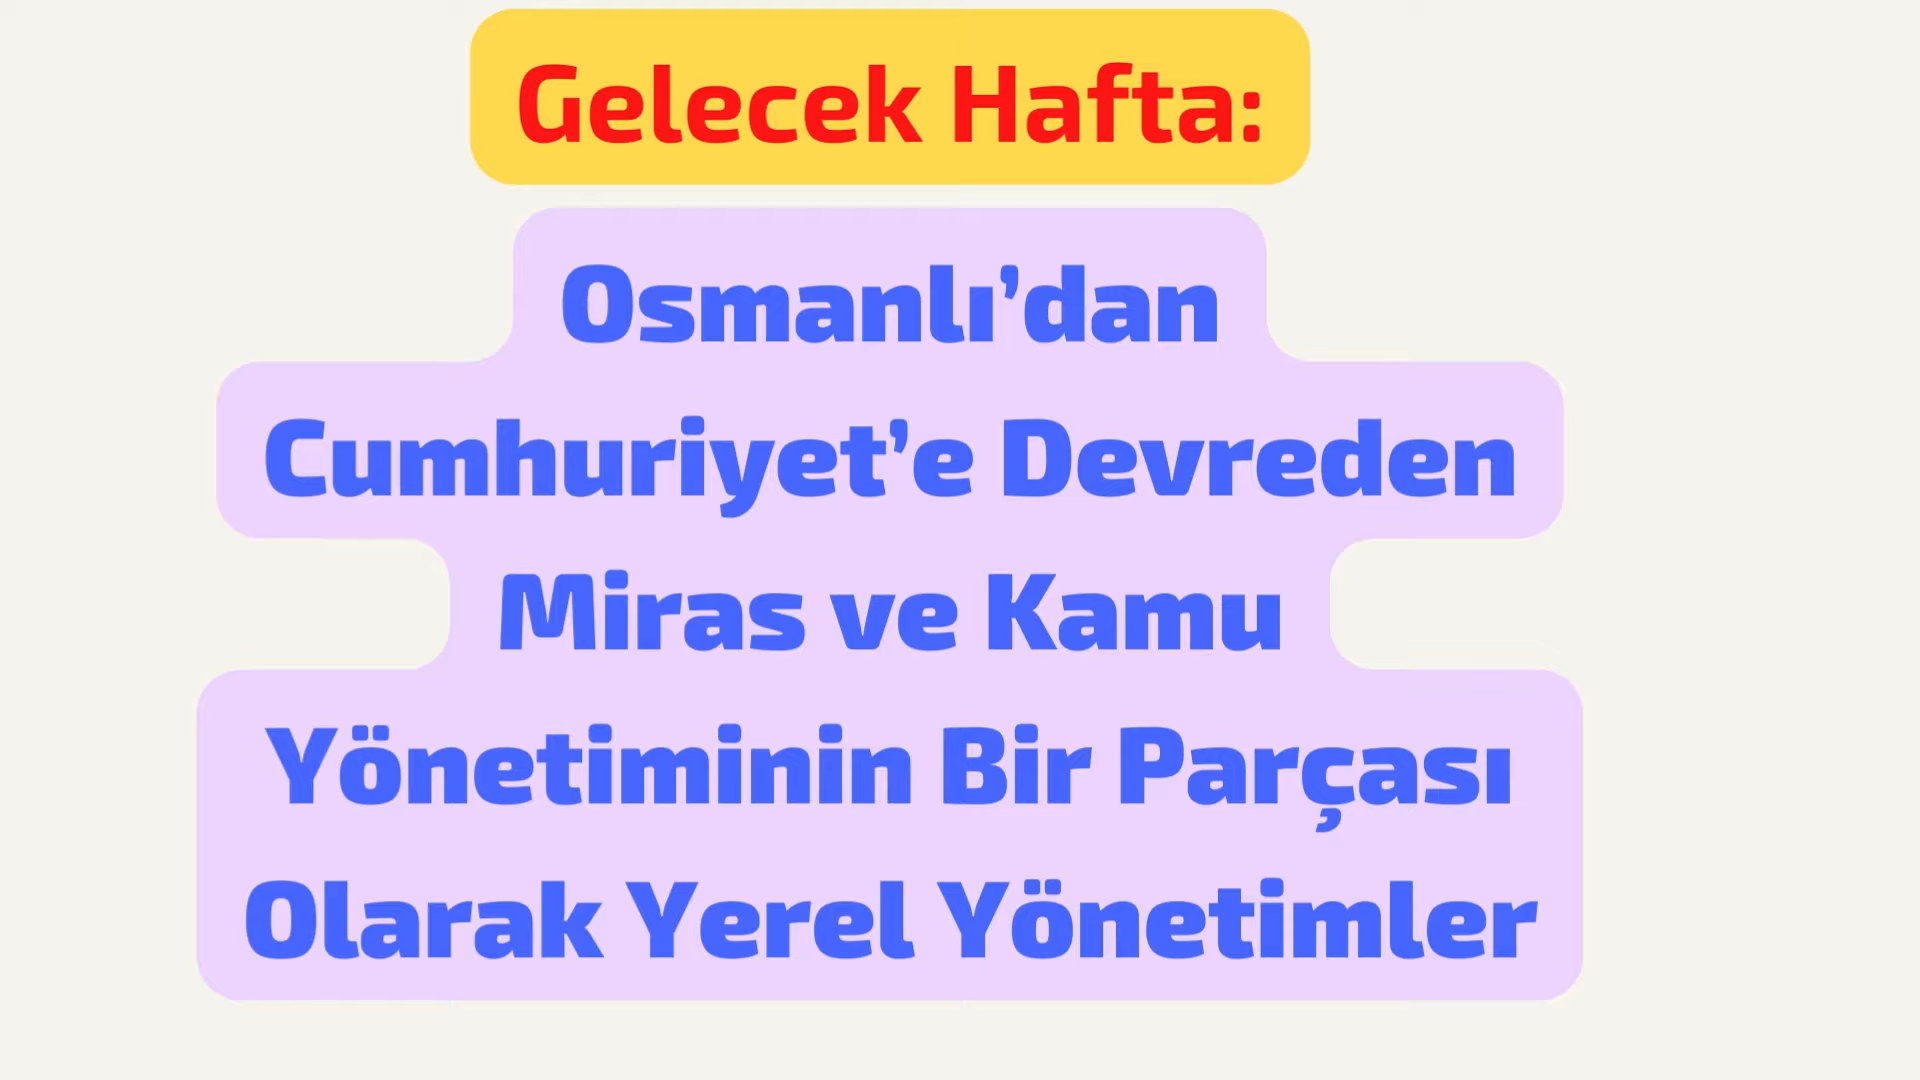 Gelecek Hafta:
Osmanlı’dan
Cumhuriyet’e Devreden
Miras ve Kamu
Yönetiminin Bir Parçası
Olarak Yerel Yönetimler